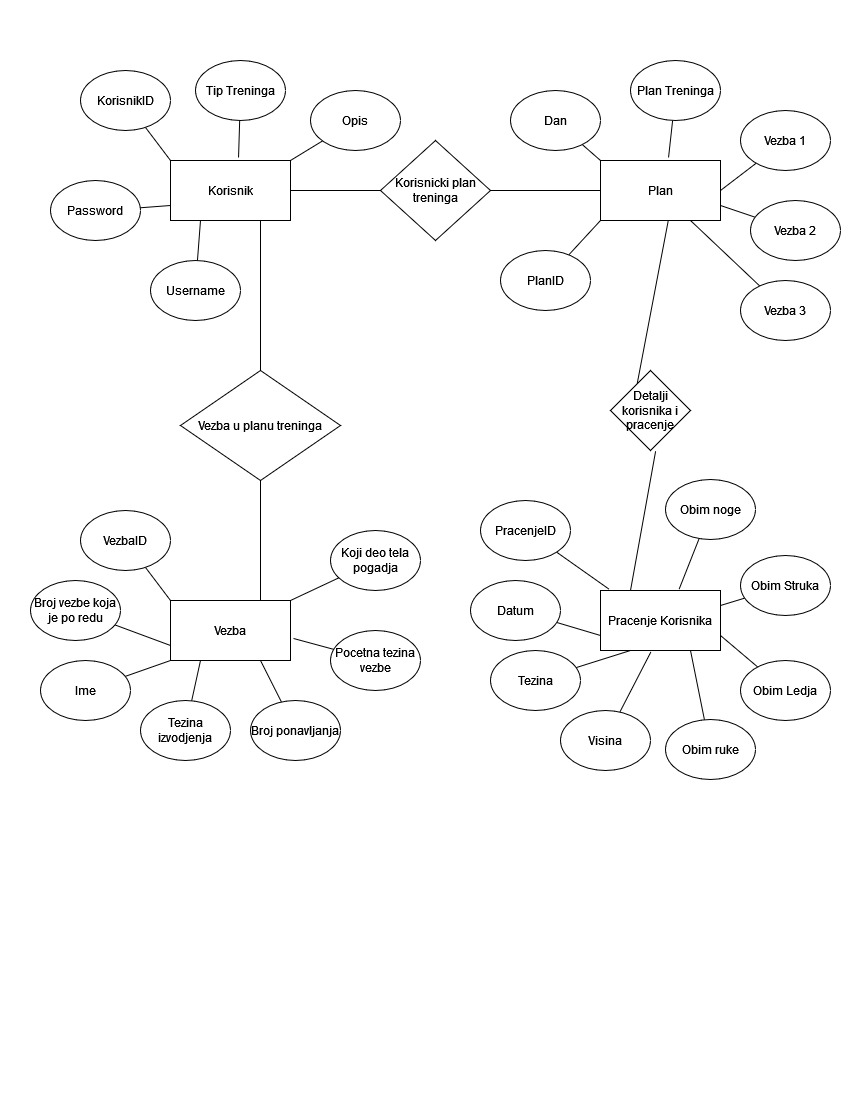 KorisnikID
Tip Treninga
Opis
Dan
Plan Treninga
Vezba 1
Korisnik
Korisnicki plan
treninga
Plan
Password
Vezba 2
Username
PlanID
Vezba 3
Vezba u planu treninga
Detalji
korisnika i
pracenje
VezbaID
Koji deo tela
pogadja
PracenjeID
Obim noge
Broj vezbe koja
je po redu
Vezba
Datum
Pracenje Korisnika
Obim Struka
Ime
Pocetna tezina
vezbe
Tezina
Obim Ledja
Tezina
izvodjenja
Broj ponavljanja
Visina
Obim ruke